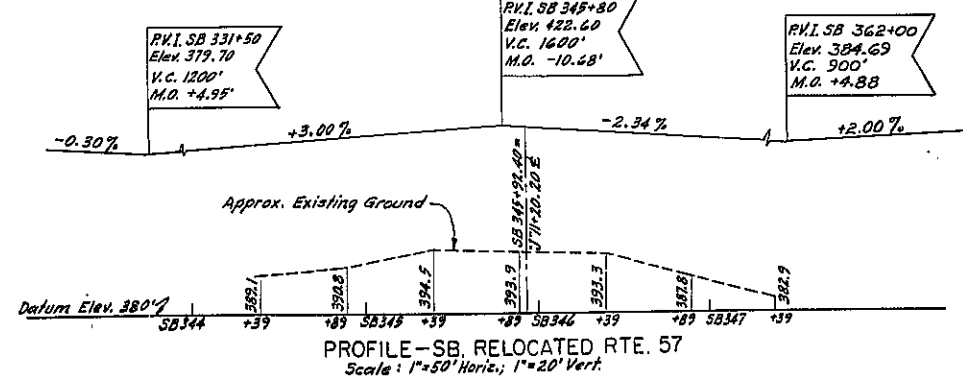 P.V.I. SB 331+50
Elev. 379.70
V.C. 1200'
M.O. +4.95'
P.V.I. SB 345+80
Elev. 422.60
V.C. 1600'
M.O. -10.68'
P.V.I. SB 362+00
Elev. 384.69
V.C. 900'
M.O. +4.88
-0.30%
+3.00%
-2.34%
+2.00%
SB 345+92.40=
"J"11+20.20 ℄
Approx. Existing Ground
389.1
390.8
394.5
393.9
393.3
387.8
382.9
Datum Elev. 380'
SB344
+39
+89
SB345
+39
+89
SB346
+39
+89
SB347
+39
PROFILE-SB, RELOCATED RTE. 57
Scale: 1"=50' Horiz.; 1"=20' Vert.